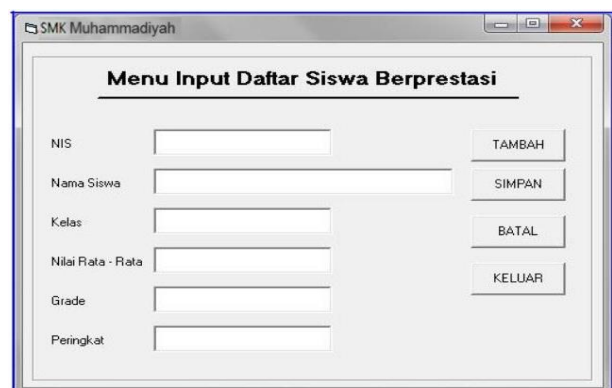 SMK Muhammadiyah
Menu Input Daftar Siswa Berprestasi
NIS
TAMBAH
Nama Siswa
SIMPAN
Kelas
BATAL
Nilai Rata - Rata
KELUAR
Grade
Peringkat